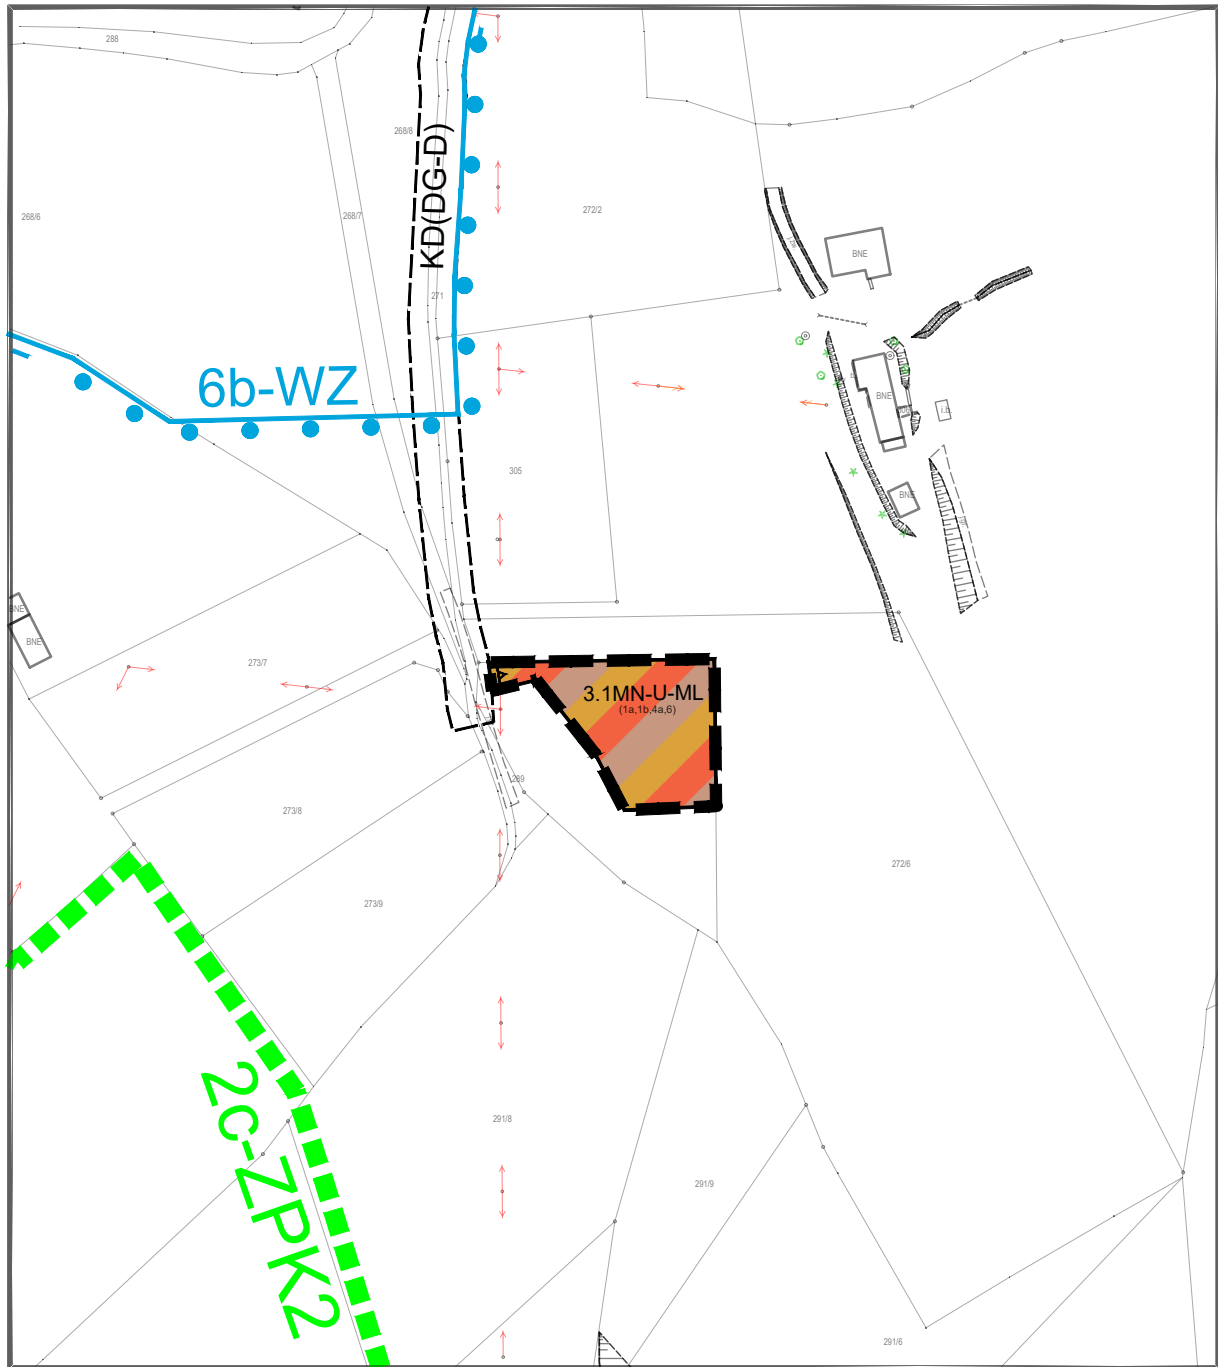 288
268/8
KD(DG-D)
268/6
268/7
272/2
BNE
271
6b-WZ
BNE
i.b.
305
BNE
BNE
BNE
273/7
3.1MN-U-ML
(1a,1b,4a,6)
289
273/8
272/6
273/9
2c-ZPK2
291/8
291/9
291/6